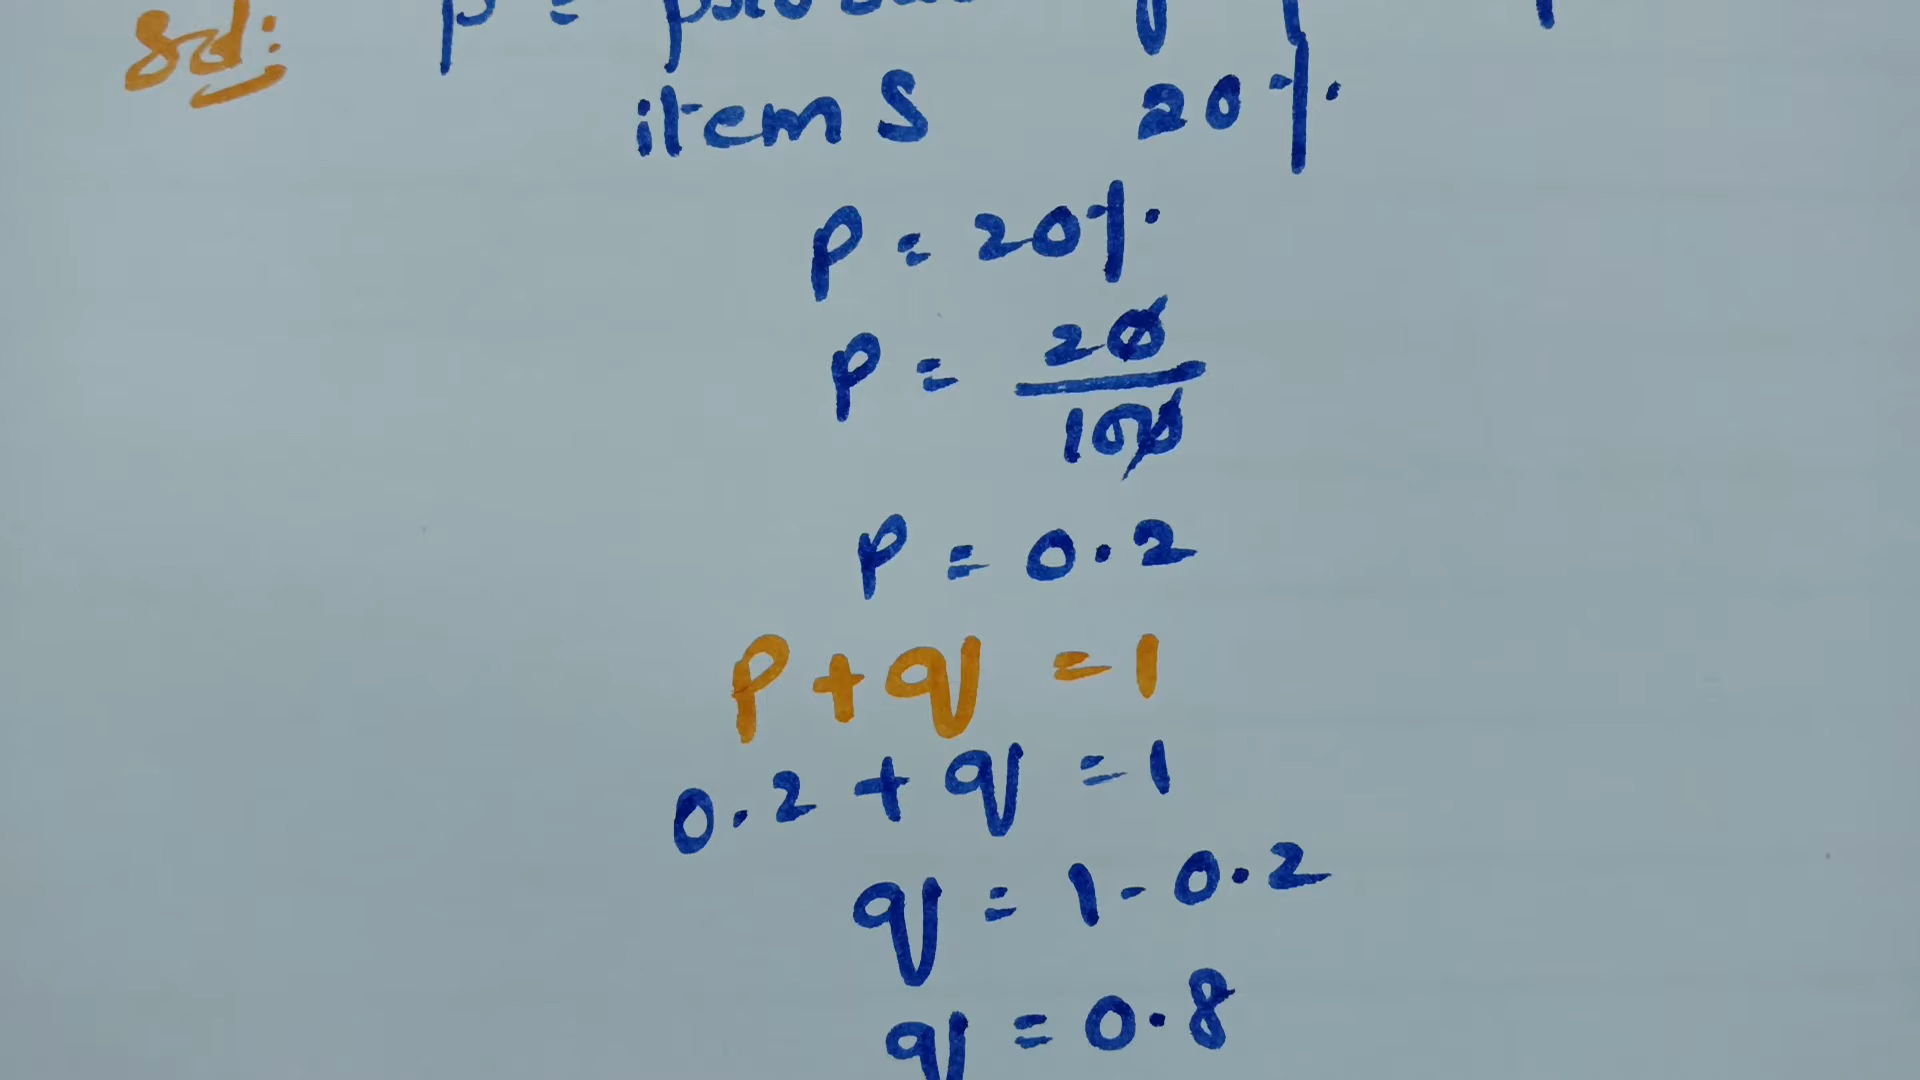 Sol:
p =
items 20%
P = 20%
P = 20/100
P = 0.2
P + q = 1
0.2 + q = 1
q = 1 - 0.2
q = 0.8